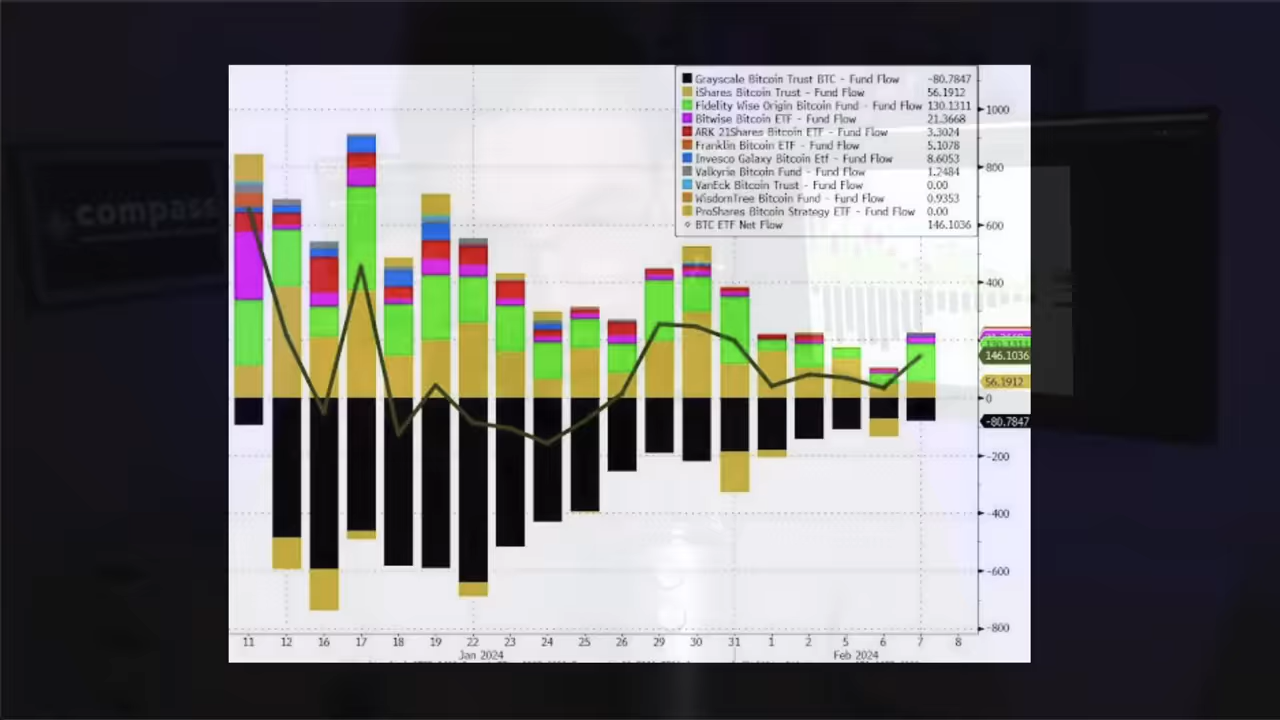 Grayscale Bitcoin Trust BTC - Fund Flow -80.7847
iShares Bitcoin Trust - Fund Flow 56.1912
Fidelity Wise Origin Bitcoin Fund - Fund Flow 130.1311
Bitwise Bitcoin ETF - Fund Flow 21.3668
ARK 21Shares Bitcoin ETF - Fund Flow 3.3024
Franklin Bitcoin ETF - Fund Flow 5.1078
Invesco Galaxy Bitcoin Etf - Fund Flow 8.6053
Valkyrie Bitcoin Fund - Fund Flow 1.2484
VanEck Bitcoin Trust - Fund Flow 0.00
WisdomTree Bitcoin Fund - Fund Flow 0.9353
ProShares Bitcoin Strategy ETF - Fund Flow 0.00
BTC ETF Net Flow 146.1036
1000
800
600
400
146.1036
56.1912
0
-80.7847
-200
-400
-600
-800
11 12 16 17 18 19 22 23 24 25 26 29 30 31 1 2 5 6 7 8
Jan 2024 Feb 2024
compass